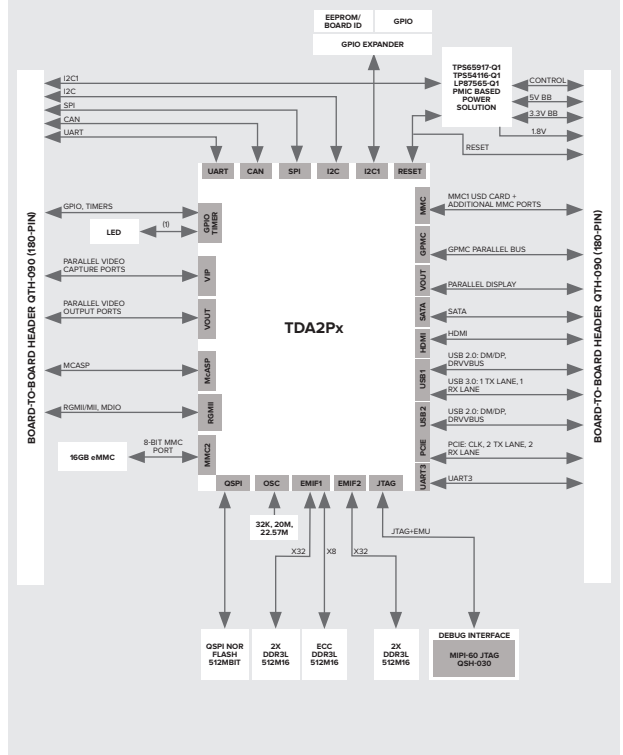 EEPROM/
BOARD ID
GPIO
GPIO EXPANDER
TPS65917-Q1
TPS54116-Q1
LP87565-Q1
PMIC BASED
POWER
SOLUTION
CONTROL
5V BB
3.3V BB
1.8V
RESET
I2C1
I2C
SPI
CAN
UART
BOARD-TO-BOARD HEADER QTH-090 (180-PIN)
BOARD-TO-BOARD HEADER QTH-090 (180-PIN)
UART
CAN
SPI
I2C
I2C1
RESET
GPIO, TIMERS
LED
(1)
GPIO
TIMER
PARALLEL VIDEO
CAPTURE PORTS
VIP
PARALLEL VIDEO
OUTPUT PORTS
VOUT
MCASP
McASP
RGMII/MII, MDIO
RGMII
16GB eMMC
8-BIT MMC
PORT
MMC2
TDA2Px
MMC
MMC1 USD CARD +
ADDITIONAL MMC PORTS
GPMC
GPMC PARALLEL BUS
VOUT
PARALLEL DISPLAY
SATA
SATA
HDMI
HDMI
USB1
USB 2.0: DM/DP,
DRVVBUS
USB 3.0: 1 TX LANE, 1
RX LANE
USB2
USB 2.0: DM/DP,
DRVVBUS
PCIE
PCIE: CLK, 2 TX LANE, 2
RX LANE
UART3
UART3
QSPI
OSC
EMIF1
EMIF2
JTAG
32K, 20M,
22.57M
X32
X8
X32
JTAG+EMU
QSPI NOR
FLASH
512MBIT
2X
DDR3L
512M16
ECC
DDR3L
512M16
2X
DDR3L
512M16
DEBUG INTERFACE
MIPI-60 JTAG
QSH-030